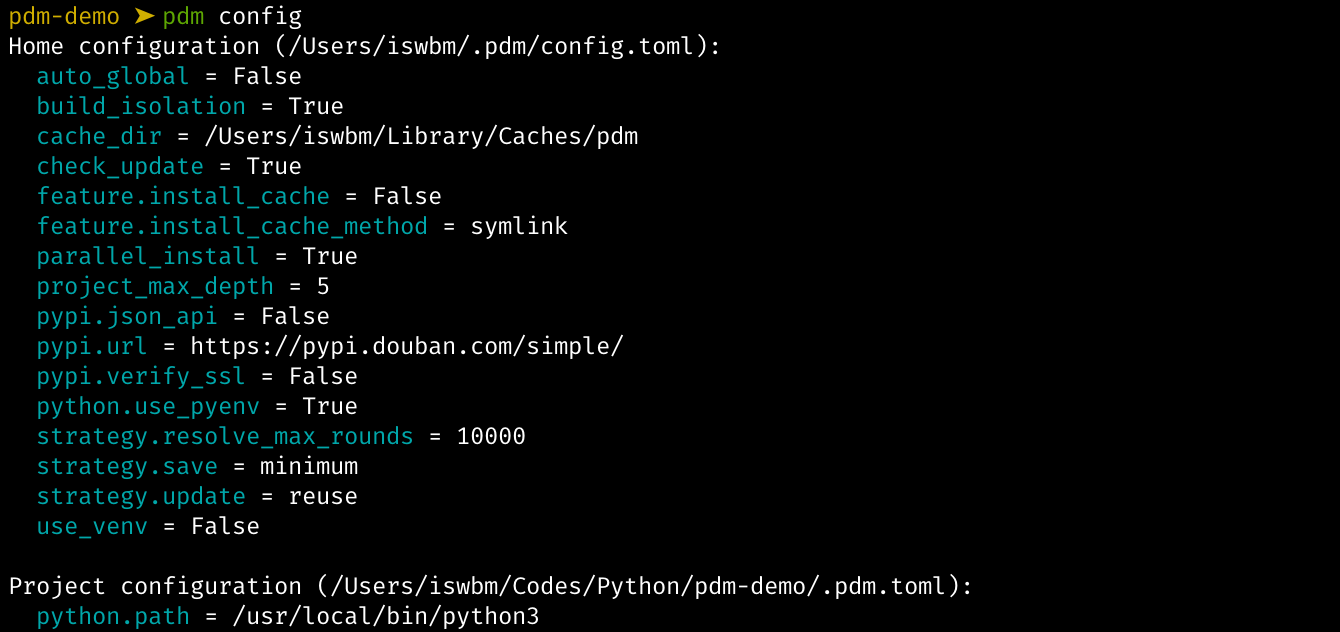 pdm-demo ➤ pdm config
Home configuration (/Users/iswbm/.pdm/config.toml):
  auto_global = False
  build_isolation = True
  cache_dir = /Users/iswbm/Library/Caches/pdm
  check_update = True
  feature.install_cache = False
  feature.install_cache_method = symlink
  parallel_install = True
  project_max_depth = 5
  pypi.json_api = False
  pypi.url = https://pypi.douban.com/simple/
  pypi.verify_ssl = False
  python.use_pyenv = True
  strategy.resolve_max_rounds = 10000
  strategy.save = minimum
  strategy.update = reuse
  use_venv = False

Project configuration (/Users/iswbm/Codes/Python/pdm-demo/.pdm.toml):
  python.path = /usr/local/bin/python3